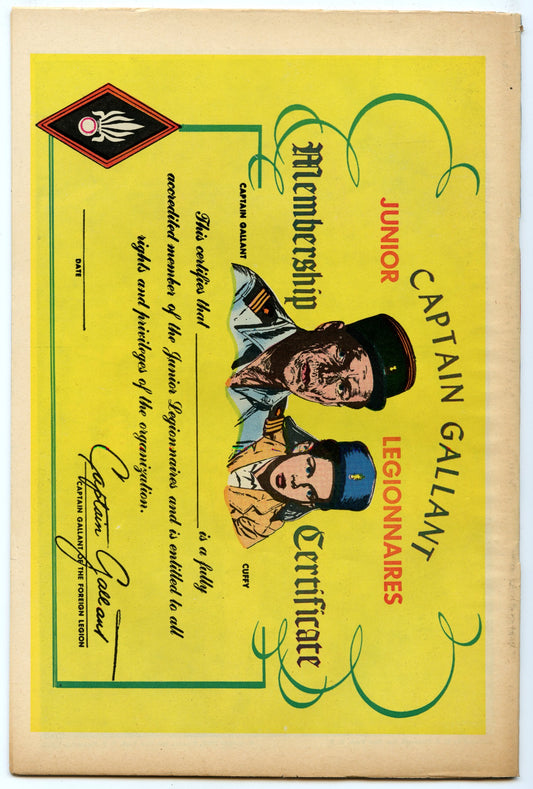 CAPTAIN GALLANT
JUNIOR LEGIONNAIRES
Membership Certificate
CAPTAIN GALLANT
CUFFY
This certifies that ____________ is a fully
accredited member of the Junior Legionnaires and is entitled to all
rights and privileges of the organization.
Captain Gallant
DATE
CAPTAIN GALLANT OF THE FOREIGN LEGION